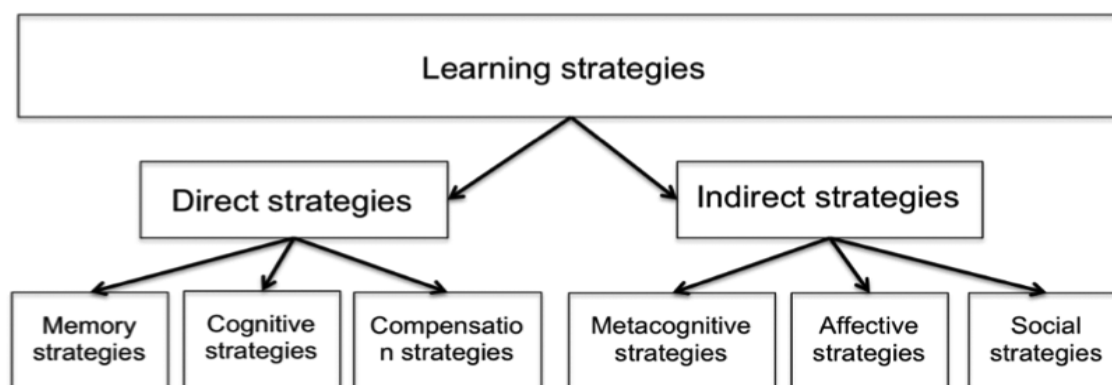 Learning strategies
Direct strategies
Indirect strategies
Memory
strategies
Cognitive
strategies
Compensatio
n strategies
Metacognitive
strategies
Affective
strategies
Social
strategies